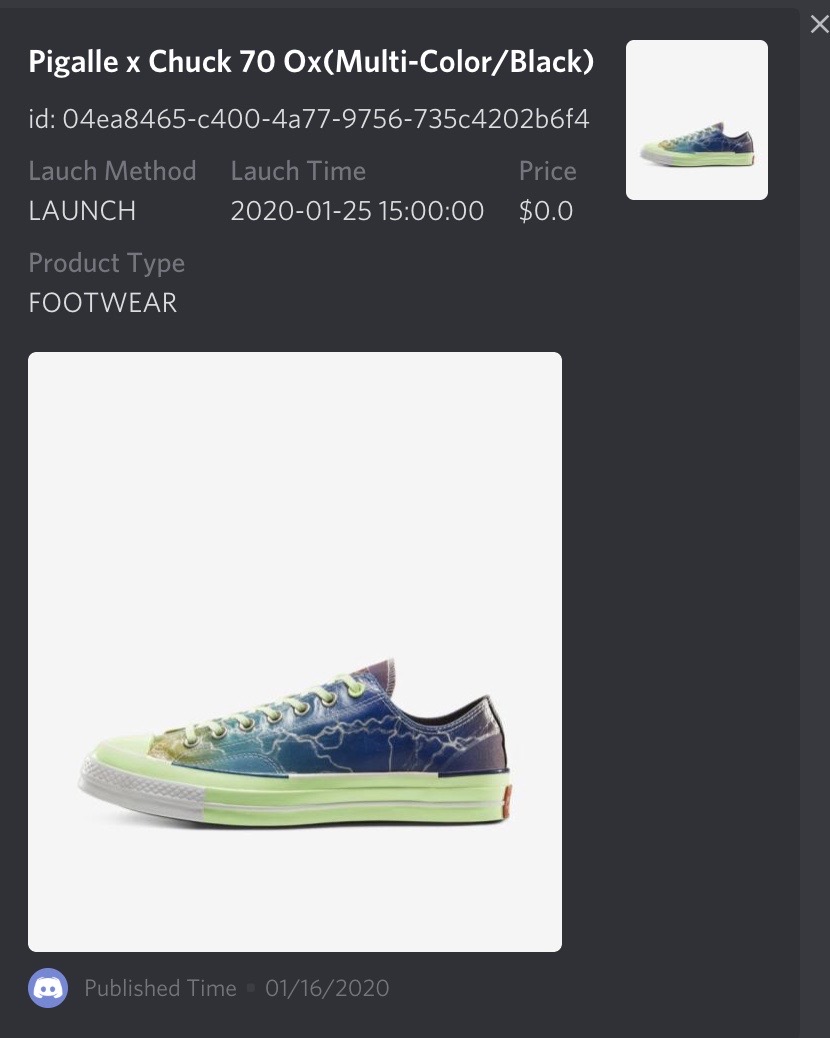 Pigalle x Chuck 70 Ox(Multi-Color/Black)
id: 04ea8465-c400-4a77-9756-735c4202b6f4
Lauch Method Lauch Time Price
LAUNCH 2020-01-25 15:00:00 $0.0
Product Type
FOOTWEAR
Published Time ▪ 01/16/2020